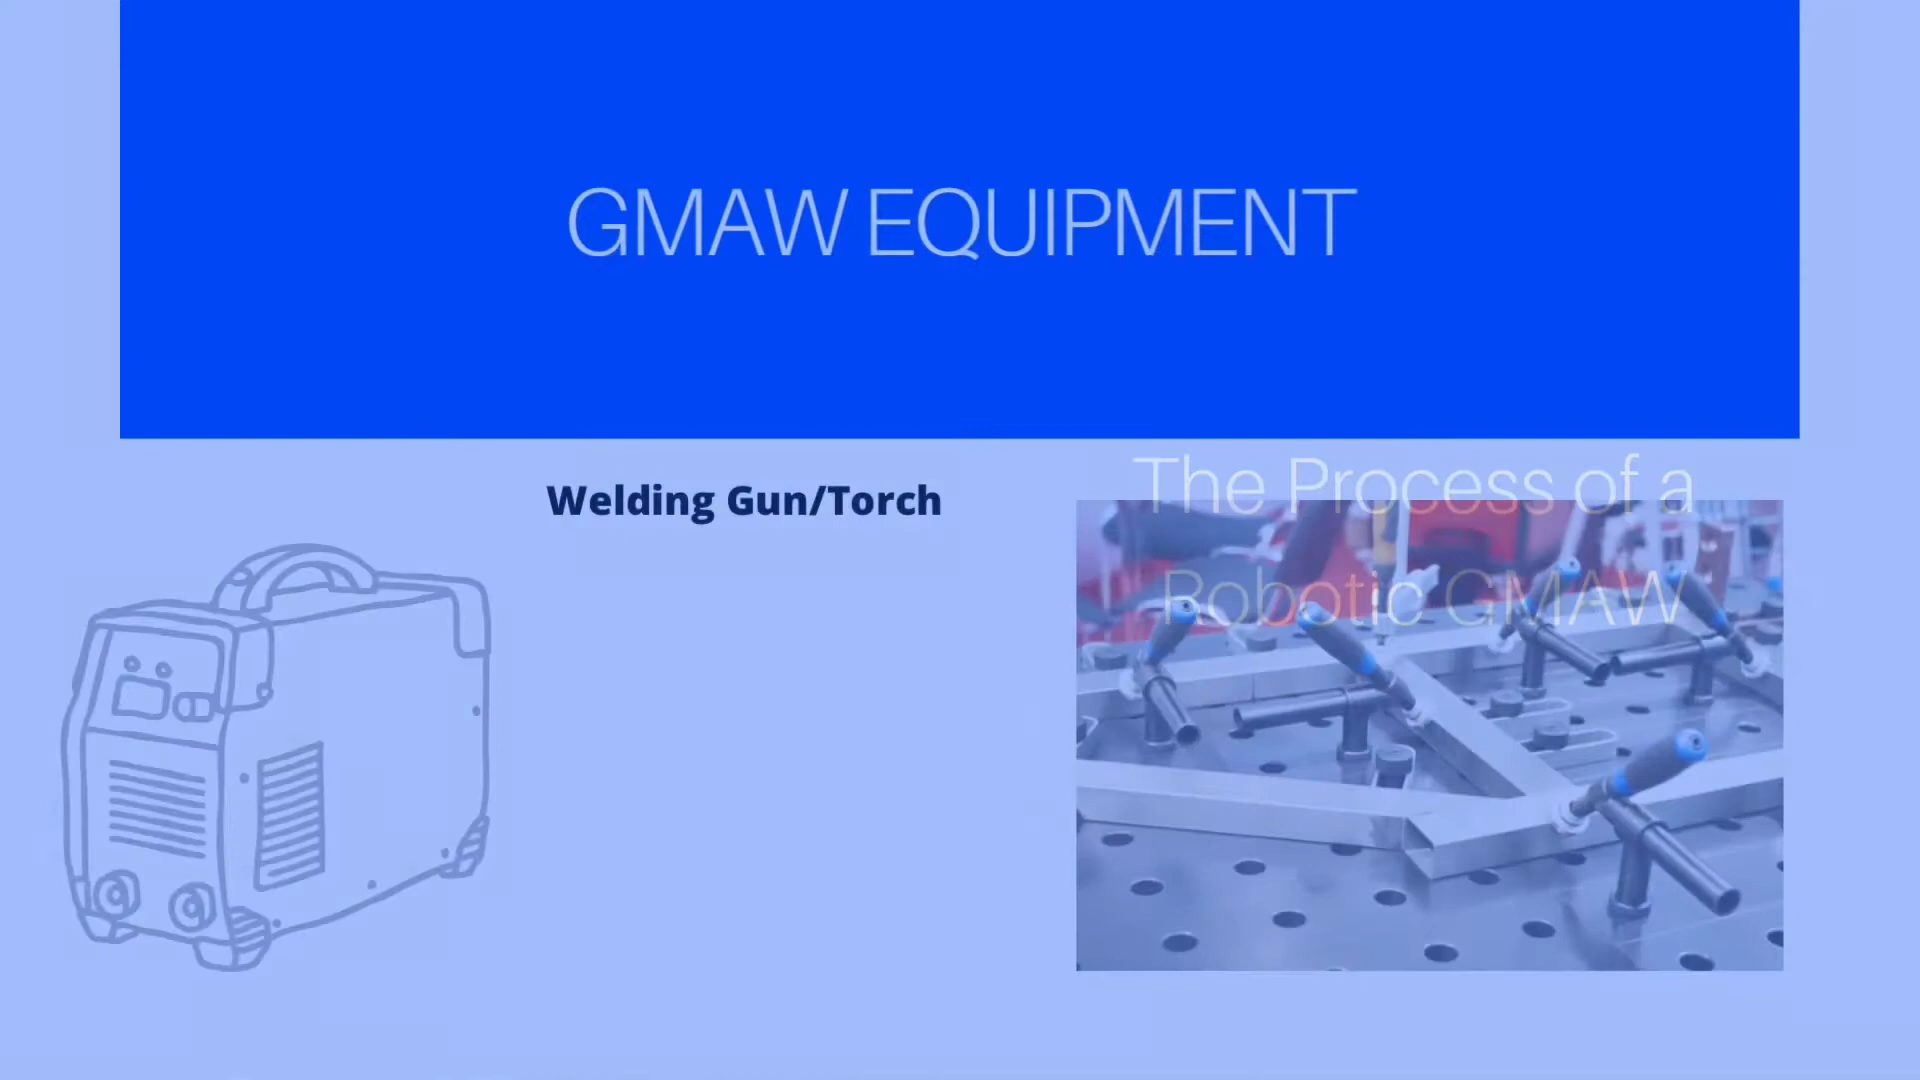 GMAW EQUIPMENT
Welding Gun/Torch
The Process of a
Robotic GMAW